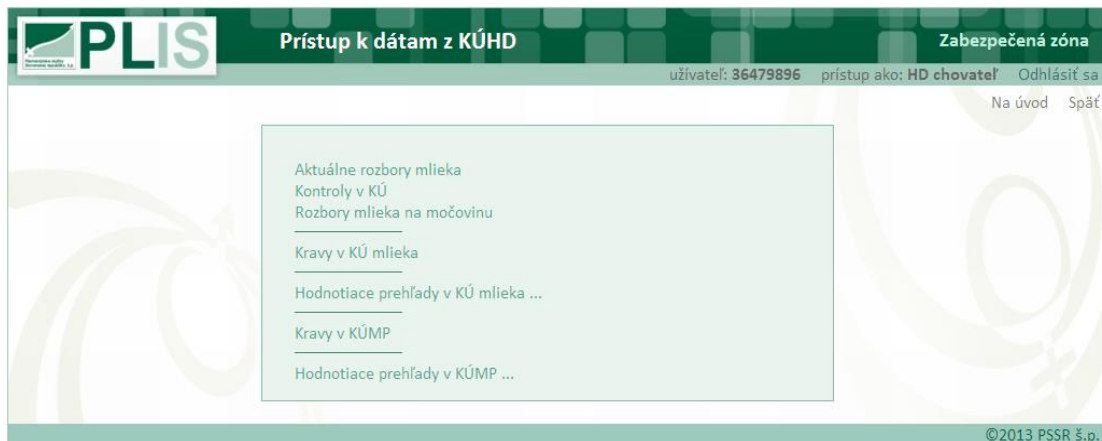 PLIS
Prístup k dátam z KÚHD
Zabezpečená zóna
užívateľ: 36479896 prístup ako: HD chovateľ Odhlásiť sa
Na úvod Späť
Aktuálne rozbory mlieka
Kontroly v KÚ
Rozbory mlieka na močovinu
Kravy v KÚ mlieka
Hodnotiace prehľady v KÚ mlieka ...
Kravy v KÚMP
Hodnotiace prehľady v KÚMP ...
©2013 PSSR š.p.